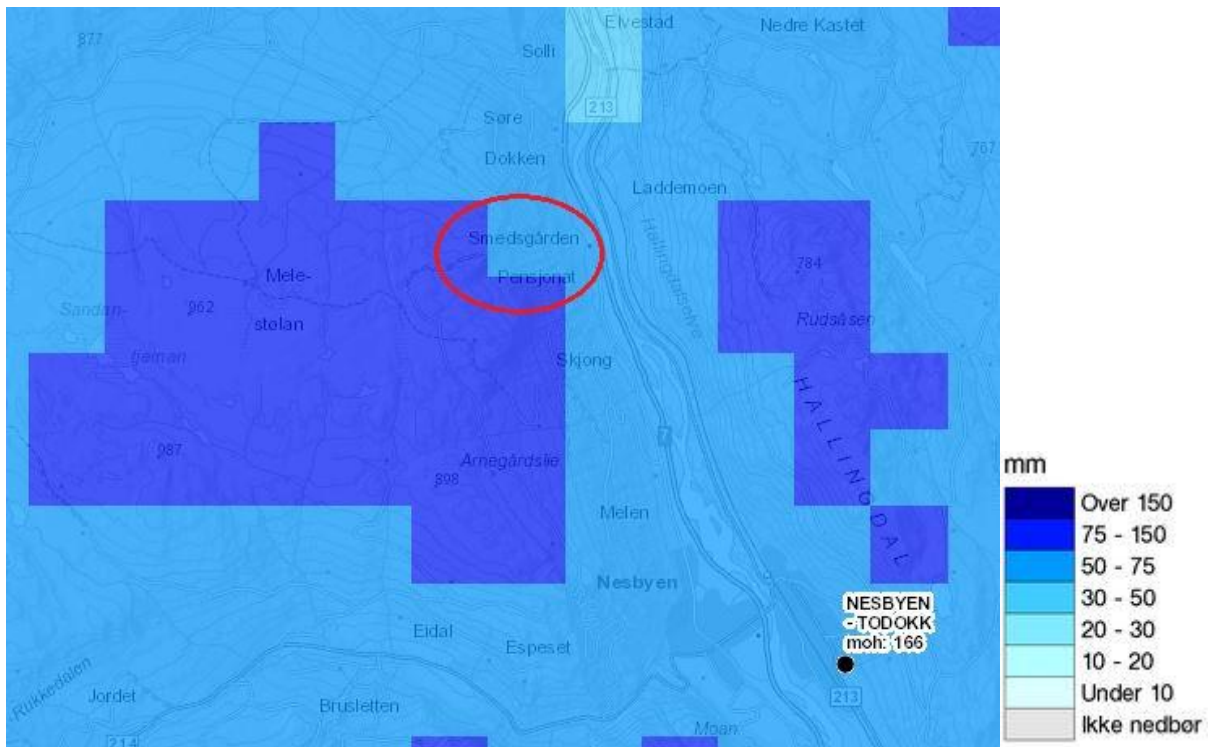 Elvestad
Nedre Kastet
877
Solli
213
Søre
Dokken
767
Laddemoen
Smedsgården
Hallingdalselve
Mele-
Pensjonat
784
Sandan-
962
stølan
Rudsåsen
tjernan
Skjong
HALLINGDAL
7
987
Arnegårdslie
898
Melen
Nesbyen
NESBYEN
- TODOKK
moh: 166
Eidal
Espeset
Rukkedalen
Jordet
Brusletten
213
214
Moan
mm
Over 150
75 - 150
50 - 75
30 - 50
20 - 30
10 - 20
Under 10
Ikke nedbør